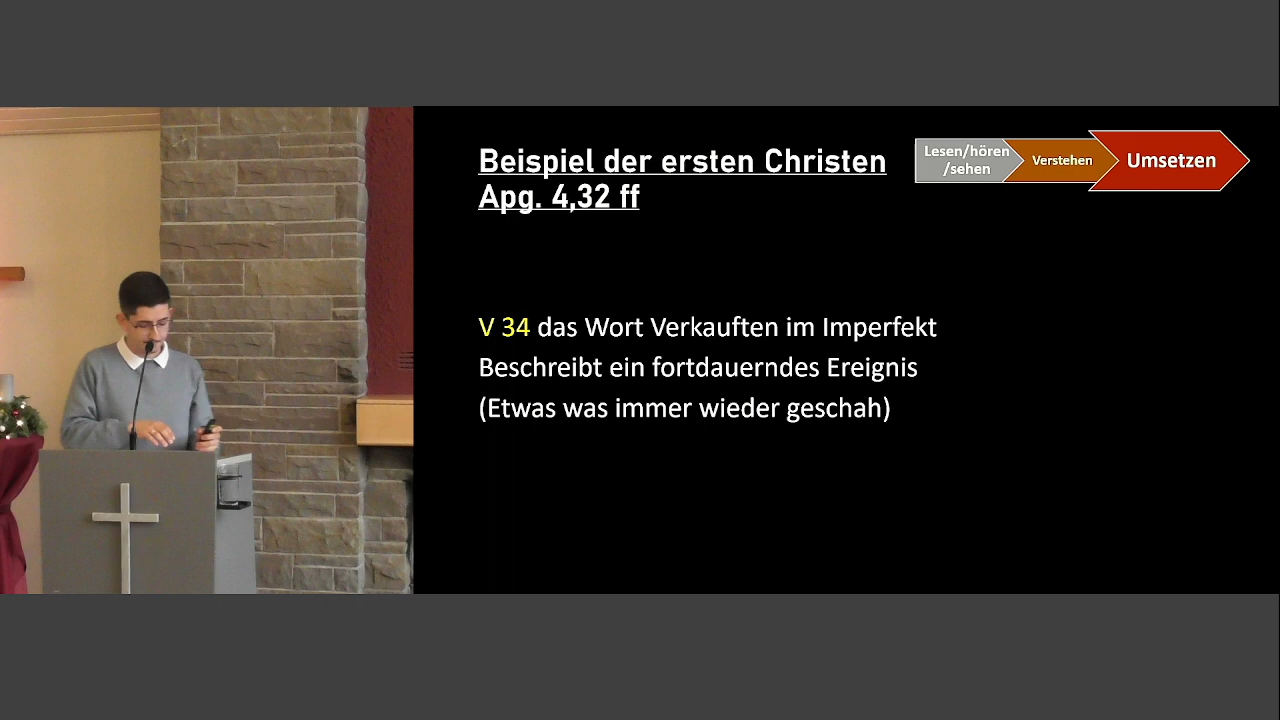 Beispiel der ersten Christen
Apg. 4,32 ff
Lesen/hören
/sehen
Verstehen
Umsetzen
V 34 das Wort Verkauften im Imperfekt
Beschreibt ein fortdauerndes Ereignis
(Etwas was immer wieder geschah)